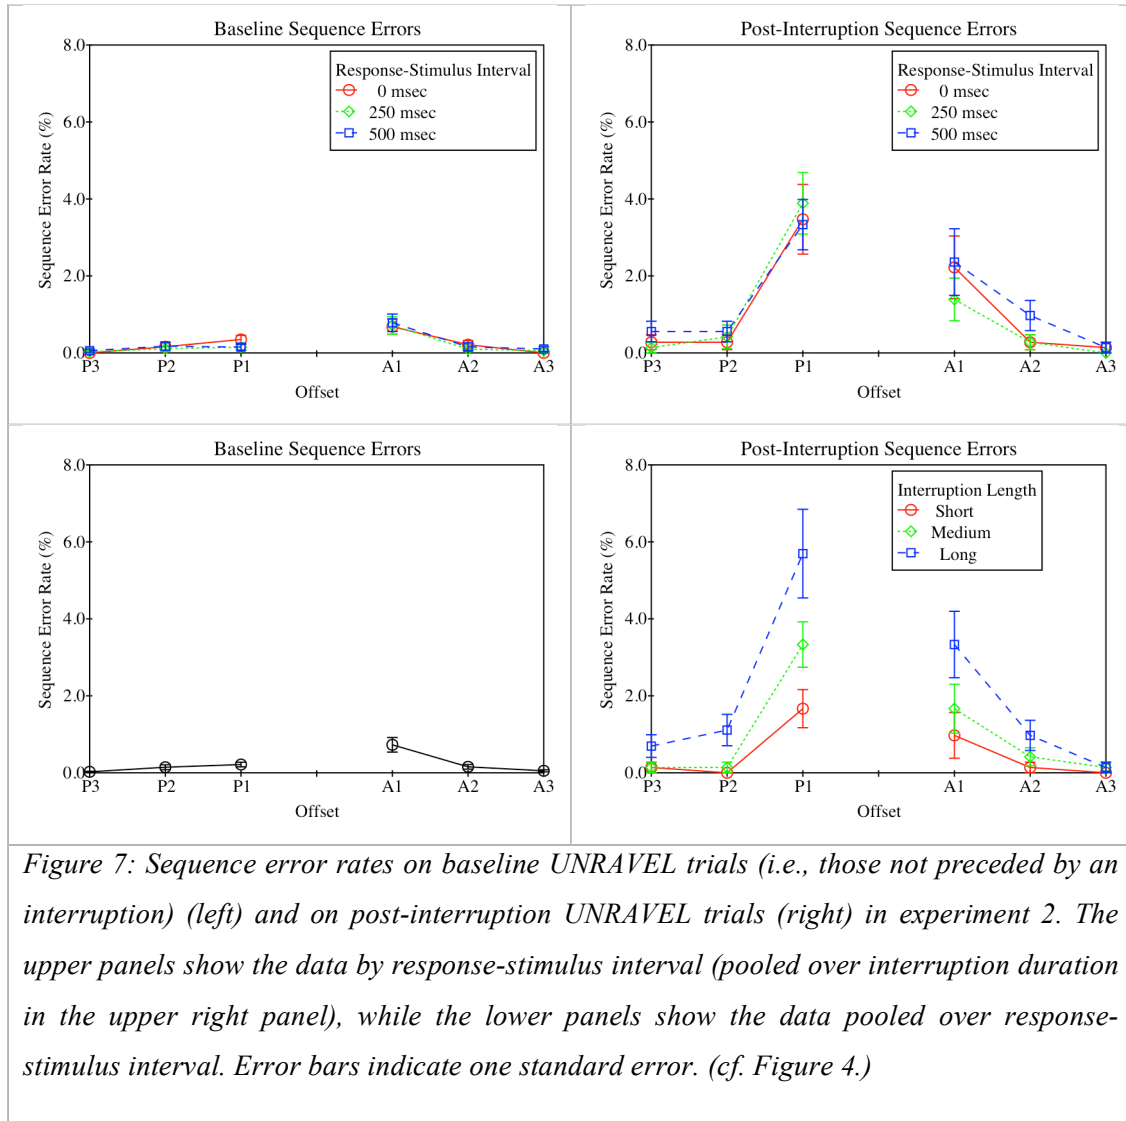 Baseline Sequence Errors
Sequence Error Rate (%)
8.0
6.0
4.0
2.0
0.0
Response-Stimulus Interval
0 msec
250 msec
500 msec
P3 P2 P1 A1 A2 A3
Offset
Post-Interruption Sequence Errors
Sequence Error Rate (%)
8.0
6.0
4.0
2.0
0.0
Response-Stimulus Interval
0 msec
250 msec
500 msec
P3 P2 P1 A1 A2 A3
Offset
Baseline Sequence Errors
Sequence Error Rate (%)
8.0
6.0
4.0
2.0
0.0
P3 P2 P1 A1 A2 A3
Offset
Post-Interruption Sequence Errors
Sequence Error Rate (%)
8.0
6.0
4.0
2.0
0.0
Interruption Length
Short
Medium
Long
P3 P2 P1 A1 A2 A3
Offset
Figure 7: Sequence error rates on baseline UNRAVEL trials (i.e., those not preceded by an
interruption) (left) and on post-interruption UNRAVEL trials (right) in experiment 2. The
upper panels show the data by response-stimulus interval (pooled over interruption duration
in the upper right panel), while the lower panels show the data pooled over response-
stimulus interval. Error bars indicate one standard error. (cf. Figure 4.)